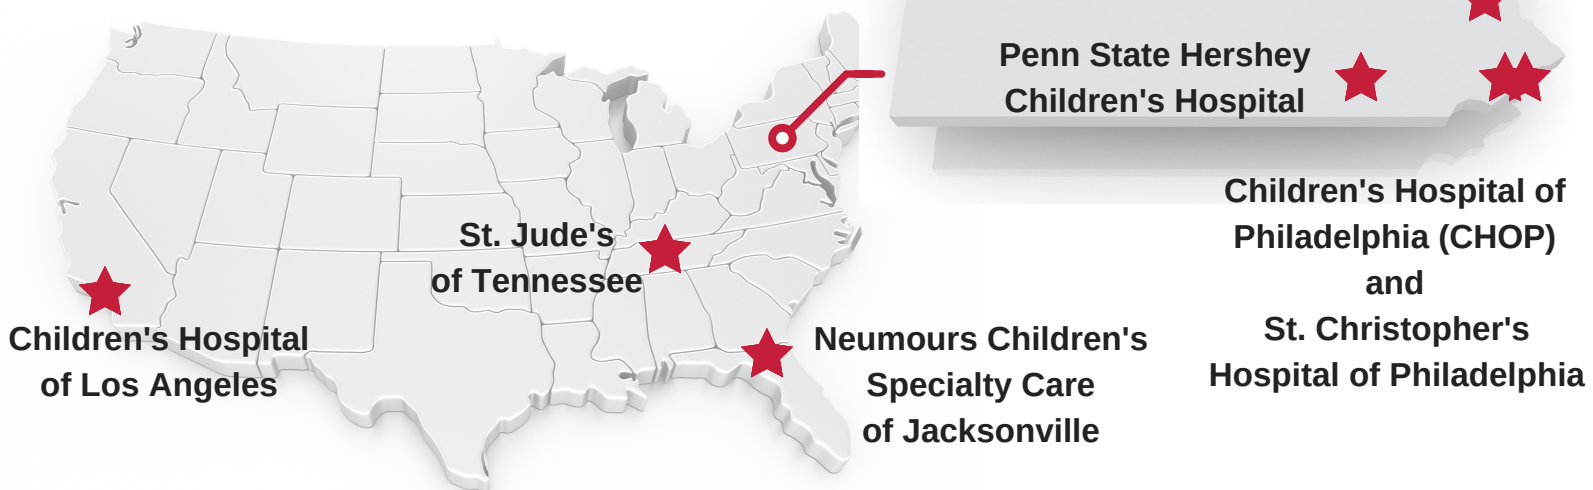 Penn State Hershey
Children's Hospital
Children's Hospital of
Philadelphia (CHOP)
and
St. Christopher's
Hospital of Philadelphia
St. Jude's
of Tennessee
Children's Hospital
of Los Angeles
Neumours Children's
Specialty Care
of Jacksonville